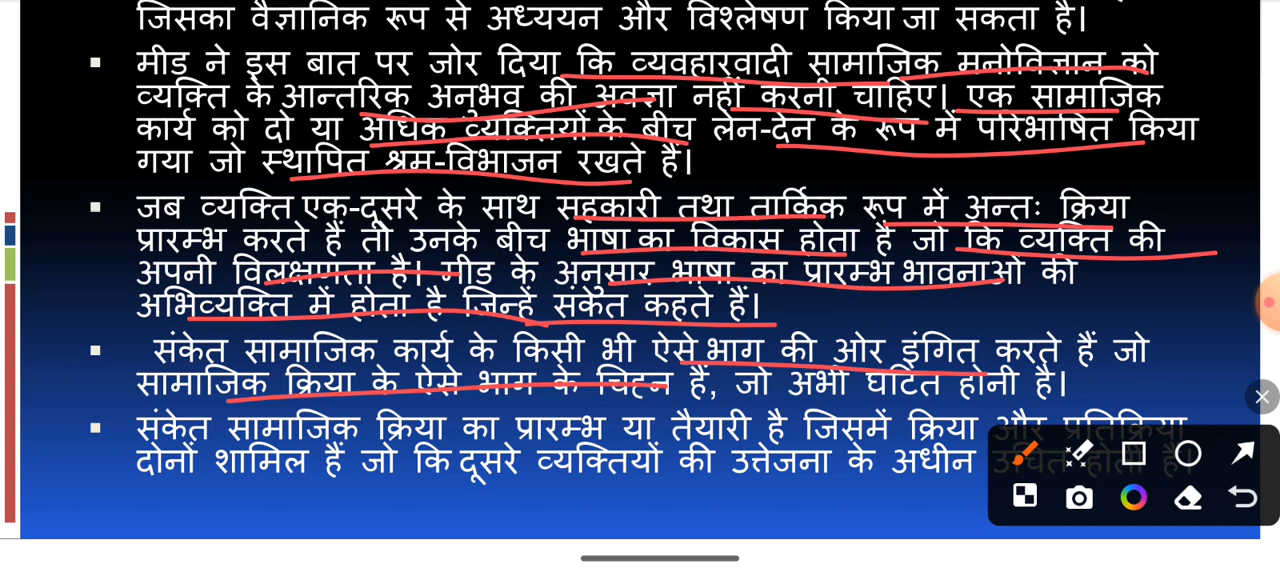 जिसका वैज्ञानिक रूप से अध्ययन और विश्लेषण किया जा सकता है।
▪ मीड ने इस बात पर जोर दिया कि व्यवहारवादी सामाजिक मनोविज्ञान को
व्यक्ति के आन्तरिक अनुभव की अवज्ञा नहीं करनी चाहिए। एक सामाजिक
कार्य को दो या अधिक व्यक्तियों के बीच लेन-देन के रूप में परिभाषित किया
गया जो स्थापित श्रम-विभाजन रखते हैं।
▪ जब व्यक्ति एक-दूसरे के साथ सहकारी तथा तार्किक रूप में अन्तः क्रिया
प्रारम्भ करते हैं तो उनके बीच भाषा का विकास होता है जो कि व्यक्ति की
अपनी विलक्षणता है। मीड के अनुसार भाषा का प्रारम्भ भावनाओं की
अभिव्यक्ति में होता है जिन्हें संकेत कहते हैं।
▪ संकेत सामाजिक कार्य के किसी भी ऐसे भाग की ओर इंगित करते हैं जो
सामाजिक क्रिया के ऐसे भाग के चिह्न हैं, जो अभी घटित होनी है।
▪ संकेत सामाजिक क्रिया का प्रारम्भ या तैयारी है जिसमें क्रिया और प्रतिक्रिया
दोनों शामिल हैं जो कि दूसरे व्यक्तियों की उत्तेजना के अधीन उचित होती है।